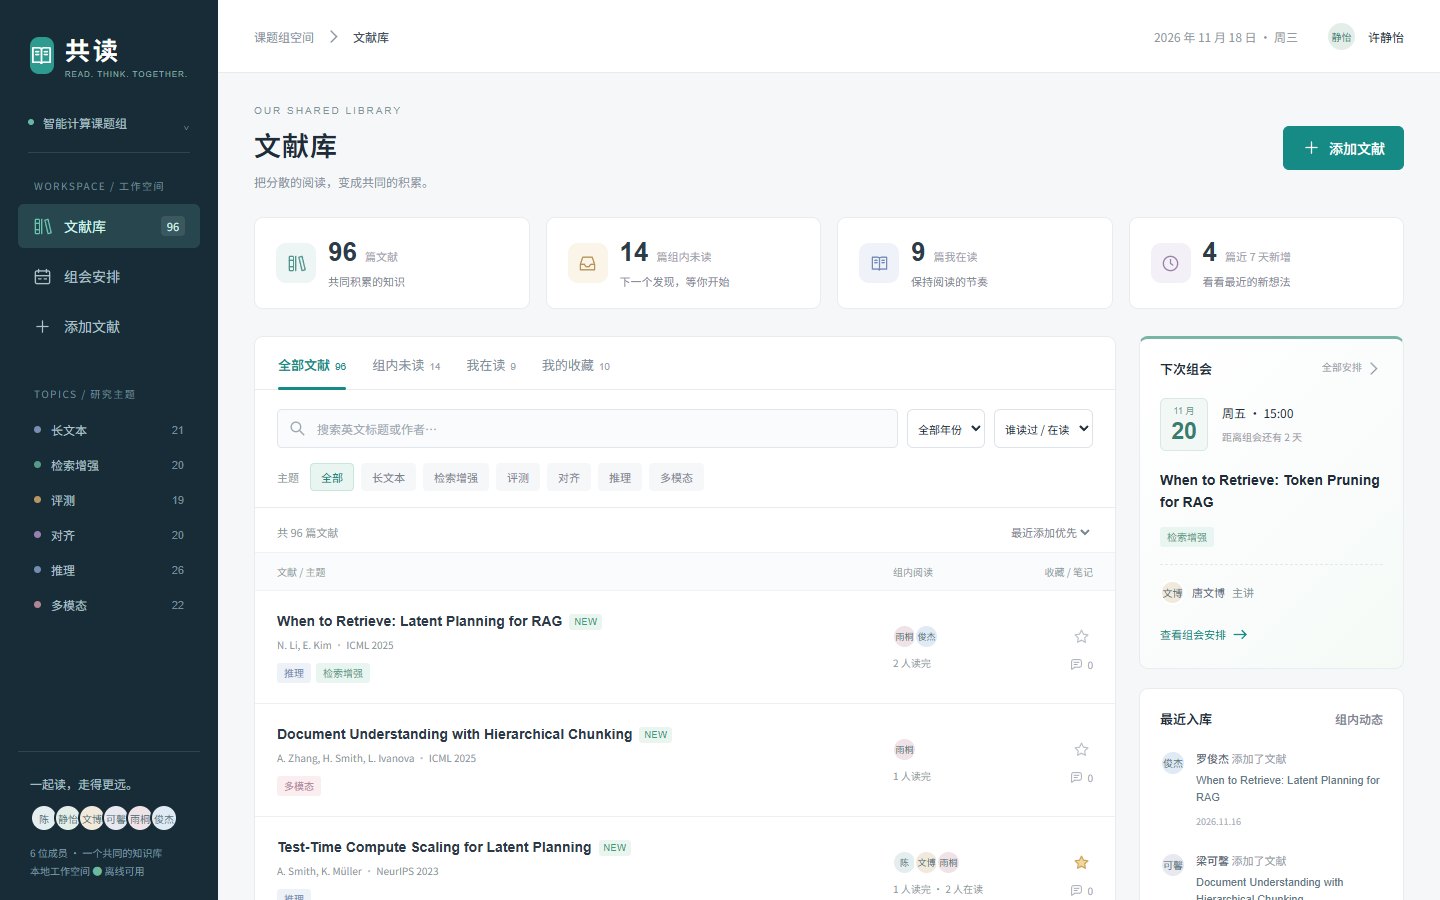 共读
READ. THINK. TOGETHER.
智能计算课题组
WORKSPACE / 工作空间
文献库 96
组会安排
添加文献
TOPICS / 研究主题
长文本 21
检索增强 20
评测 19
对齐 20
推理 26
多模态 22
一起读，走得更远。
陈 静怡 文博 可馨 雨桐 俊杰
6 位成员 · 一个共同的知识库
本地工作空间 离线可用
课题组空间 文献库
2026 年 11 月 18 日 · 周三
静怡 许静怡
OUR SHARED LIBRARY
文献库
把分散的阅读，变成共同的积累。
添加文献
96 篇文献
共同积累的知识
14 篇组内未读
下一个发现，等你开始
9 篇我在读
保持阅读的节奏
4 篇近 7 天新增
看看最近的新想法
全部文献 96 组内未读 14 我在读 9 我的收藏 10
搜索英文标题或作者…
全部年份
谁读过 / 在读
主题 全部 长文本 检索增强 评测 对齐 推理 多模态
共 96 篇文献
最近添加优先
文献 / 主题 组内阅读 收藏 / 笔记
When to Retrieve: Latent Planning for RAG NEW
N. Li, E. Kim · ICML 2025
推理 检索增强
雨桐 俊杰
2 人读完
0
Document Understanding with Hierarchical Chunking NEW
A. Zhang, H. Smith, L. Ivanova · ICML 2025
多模态
雨桐
1 人读完
0
Test-Time Compute Scaling for Latent Planning NEW
A. Smith, K. Müller · NeurIPS 2023
推理
陈 文博 雨桐
1 人读完 · 2 人在读
0
下次组会
全部安排
11 月
20
周五 · 15:00
距离组会还有 2 天
When to Retrieve: Token Pruning
for RAG
检索增强
文博 唐文博 主讲
查看组会安排
最近入库
组内动态
俊杰 罗俊杰 添加了文献
When to Retrieve: Latent Planning for
RAG
2026.11.16
可馨 梁可馨 添加了文献
Document Understanding with
Hierarchical Chunking